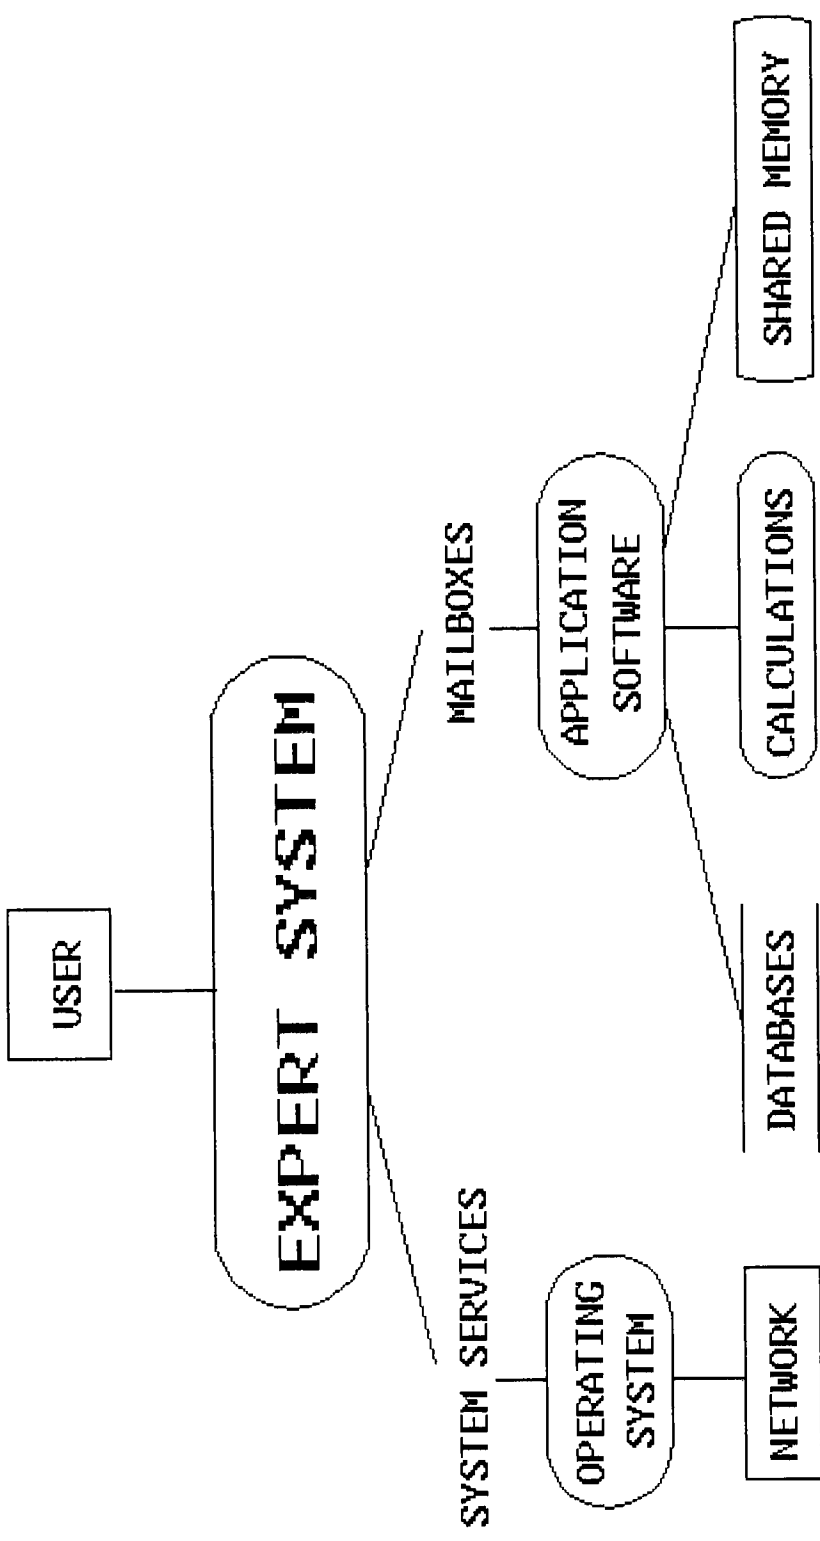 USER
EXPERT SYSTEM
SYSTEM SERVICES
MAILBOXES
OPERATING
SYSTEM
APPLICATION
SOFTWARE
NETWORK
DATABASES
CALCULATIONS
SHARED MEMORY